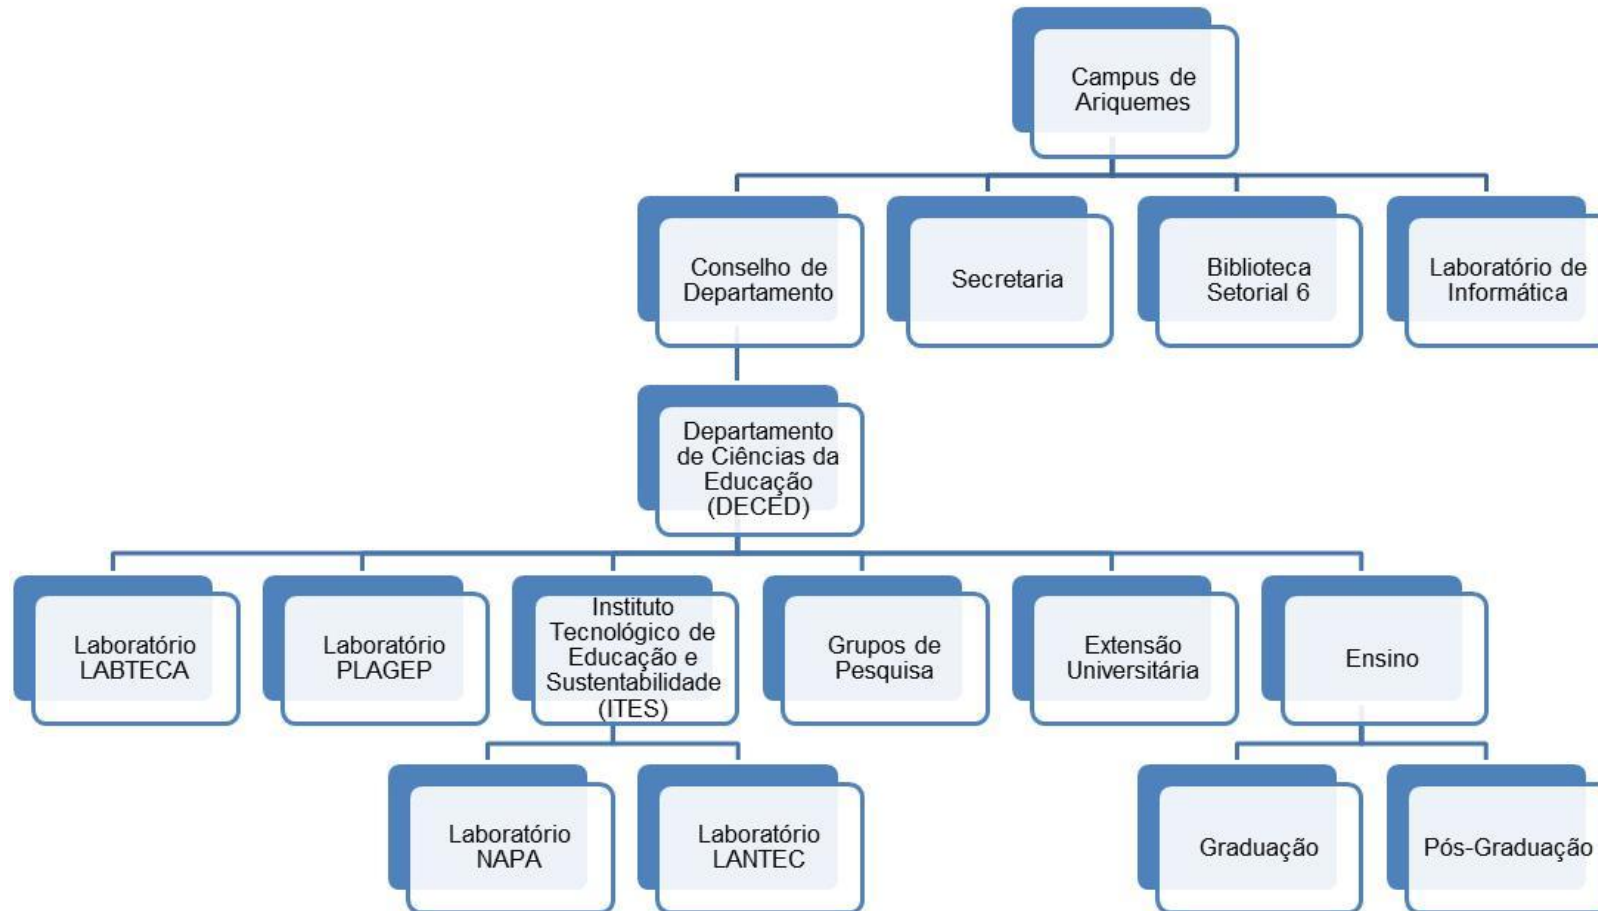 Campus de
Ariquemes
Conselho de
Departamento
Secretaria
Biblioteca
Setorial 6
Laboratório de
Informática
Departamento
de Ciências da
Educação
(DECED)
Laboratório
LABTECA
Laboratório
PLAGEP
Instituto
Tecnológico de
Educação e
Sustentabilidade
(ITES)
Grupos de
Pesquisa
Extensão
Universitária
Ensino
Laboratório
NAPA
Laboratório
LANTEC
Graduação
Pós-Graduação